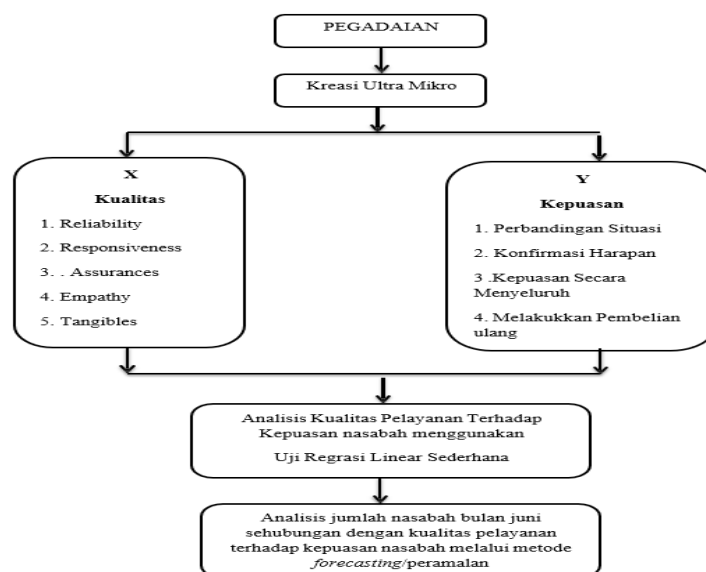 PEGADAIAN
Kreasi Ultra Mikro
X
Kualitas
1. Reliability
2. Responsiveness
3. . Assurances
4. Empathy
5. Tangibles
Y
Kepuasan
1. Perbandingan Situasi
2. Konfirmasi Harapan
3 .Kepuasan Secara
Menyeluruh
4. Melakukkan Pembelian
ulang
Analisis Kualitas Pelayanan Terhadap
Kepuasan nasabah menggunakan
Uji Regrasi Linear Sederhana
Analisis jumlah nasabah bulan juni
sehubungan dengan kualitas pelayanan
terhadap kepuasan nasabah melalui metode
forecasting/peramalan